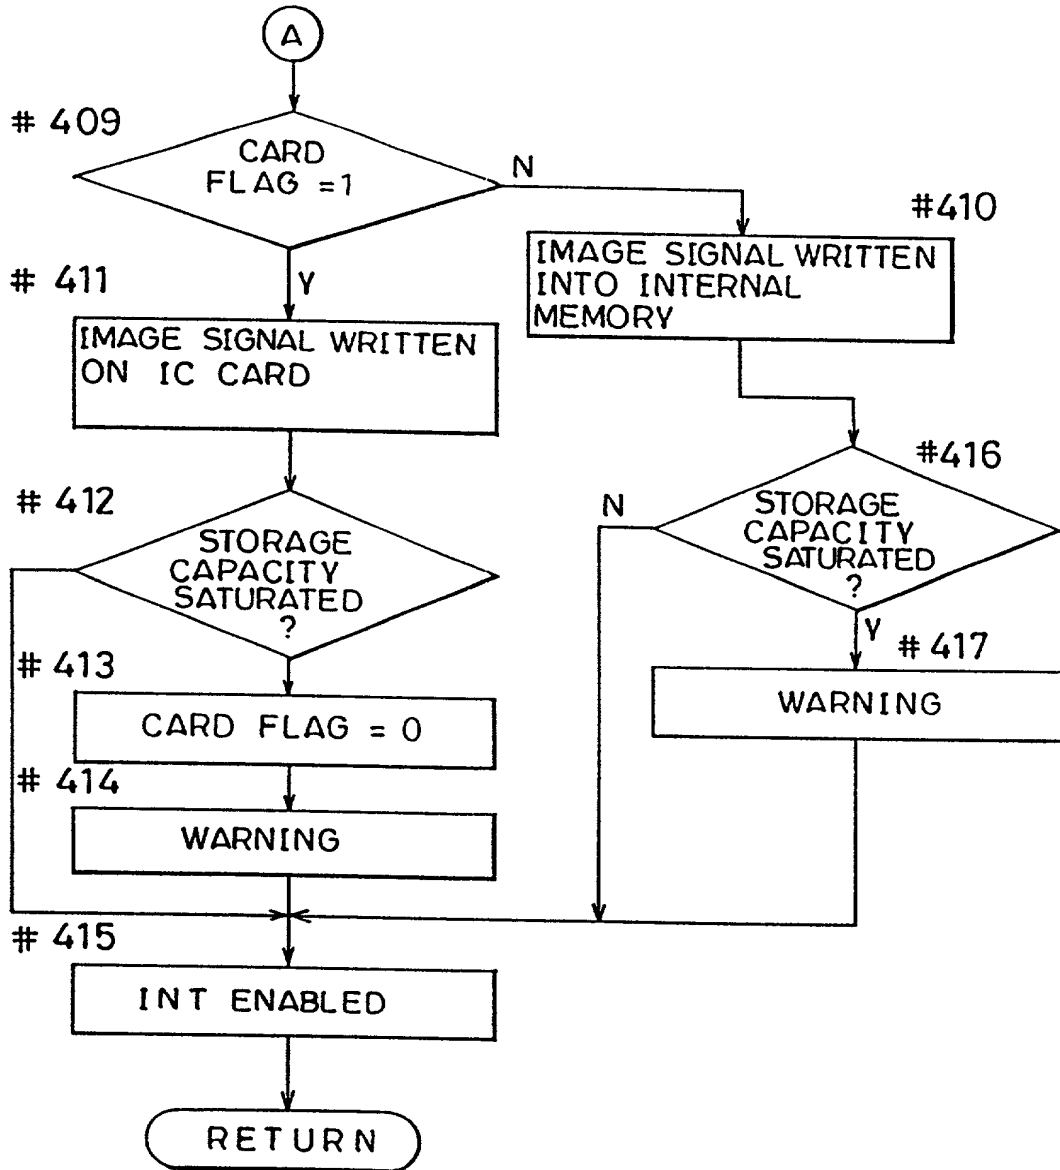 A
# 409
CARD
FLAG =1
N
#410
IMAGE SIGNAL WRITTEN
INTO INTERNAL
MEMORY
# 411
Y
IMAGE SIGNAL WRITTEN
ON IC CARD
#416
STORAGE
CAPACITY
SATURATED
?
N
Y
# 412
STORAGE
CAPACITY
SATURATED
?
# 417
WARNING
# 413
CARD FLAG = 0
# 414
WARNING
# 415
INT ENABLED
RETURN